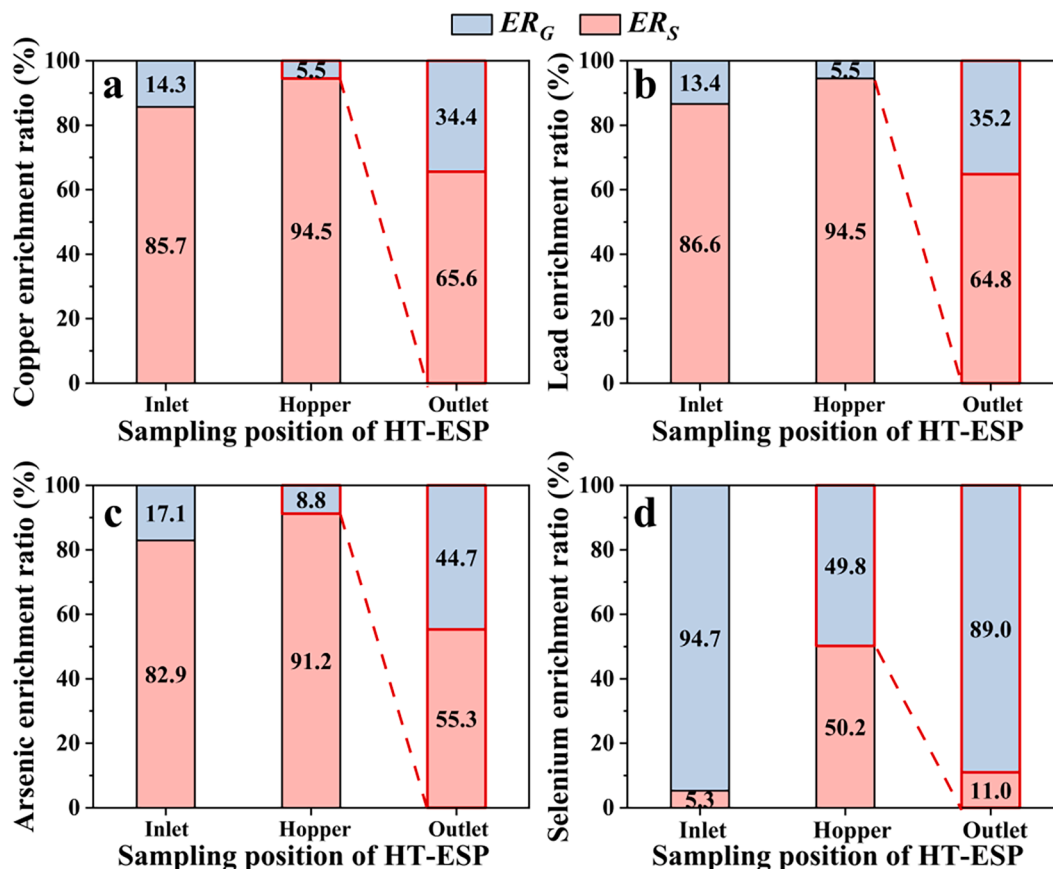 ER_G ER_S
a
Copper enrichment ratio (%)
100
80
60
40
20
0
14.3
85.7
5.5
94.5
34.4
65.6
Inlet Hopper Outlet
Sampling position of HT-ESP
b
Lead enrichment ratio (%)
100
80
60
40
20
0
13.4
86.6
5.5
94.5
35.2
64.8
Inlet Hopper Outlet
Sampling position of HT-ESP
c
Arsenic enrichment ratio (%)
100
80
60
40
20
0
17.1
82.9
8.8
91.2
44.7
55.3
Inlet Hopper Outlet
Sampling position of HT-ESP
d
Selenium enrichment ratio (%)
100
80
60
40
20
0
94.7
5.3
49.8
50.2
89.0
11.0
Inlet Hopper Outlet
Sampling position of HT-ESP